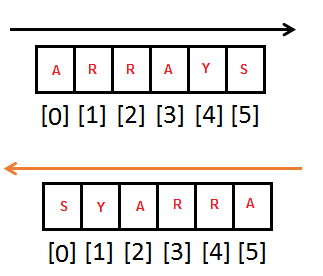 A R R A Y S
[0] [1] [2] [3] [4] [5]
S Y A R R A
[0] [1] [2] [3] [4] [5]